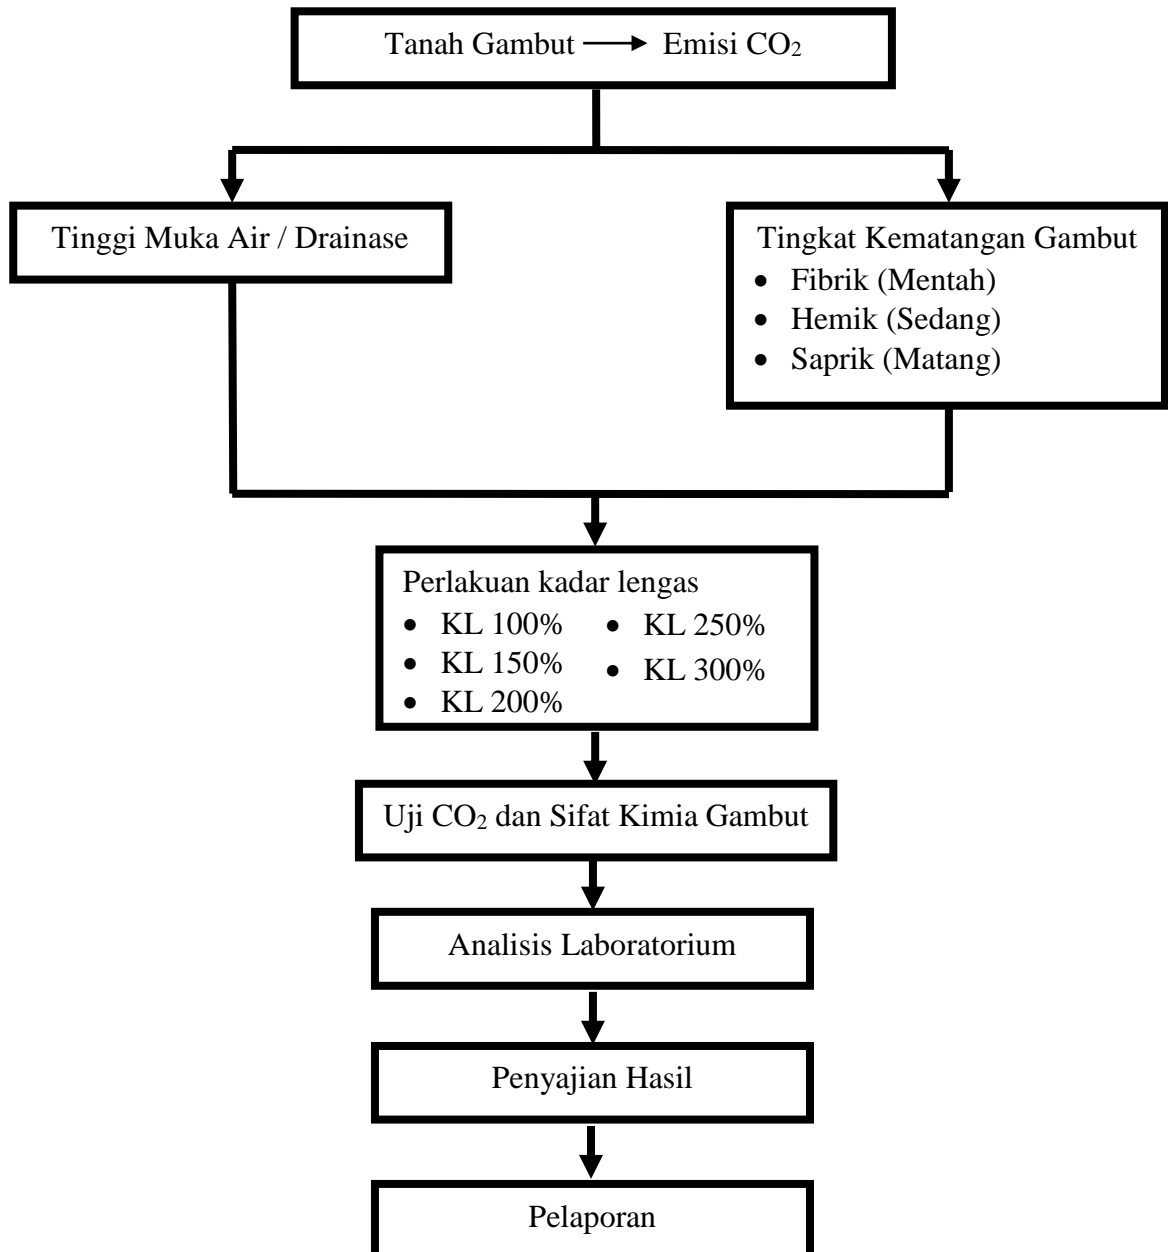 Tanah Gambut → Emisi CO₂
Tinggi Muka Air / Drainase
Tingkat Kematangan Gambut
• Fibrik (Mentah)
• Hemik (Sedang)
• Saprik (Matang)
Perlakuan kadar lengas
• KL 100%
• KL 150%
• KL 200%
• KL 250%
• KL 300%
Uji CO₂ dan Sifat Kimia Gambut
Analisis Laboratorium
Penyajian Hasil
Pelaporan